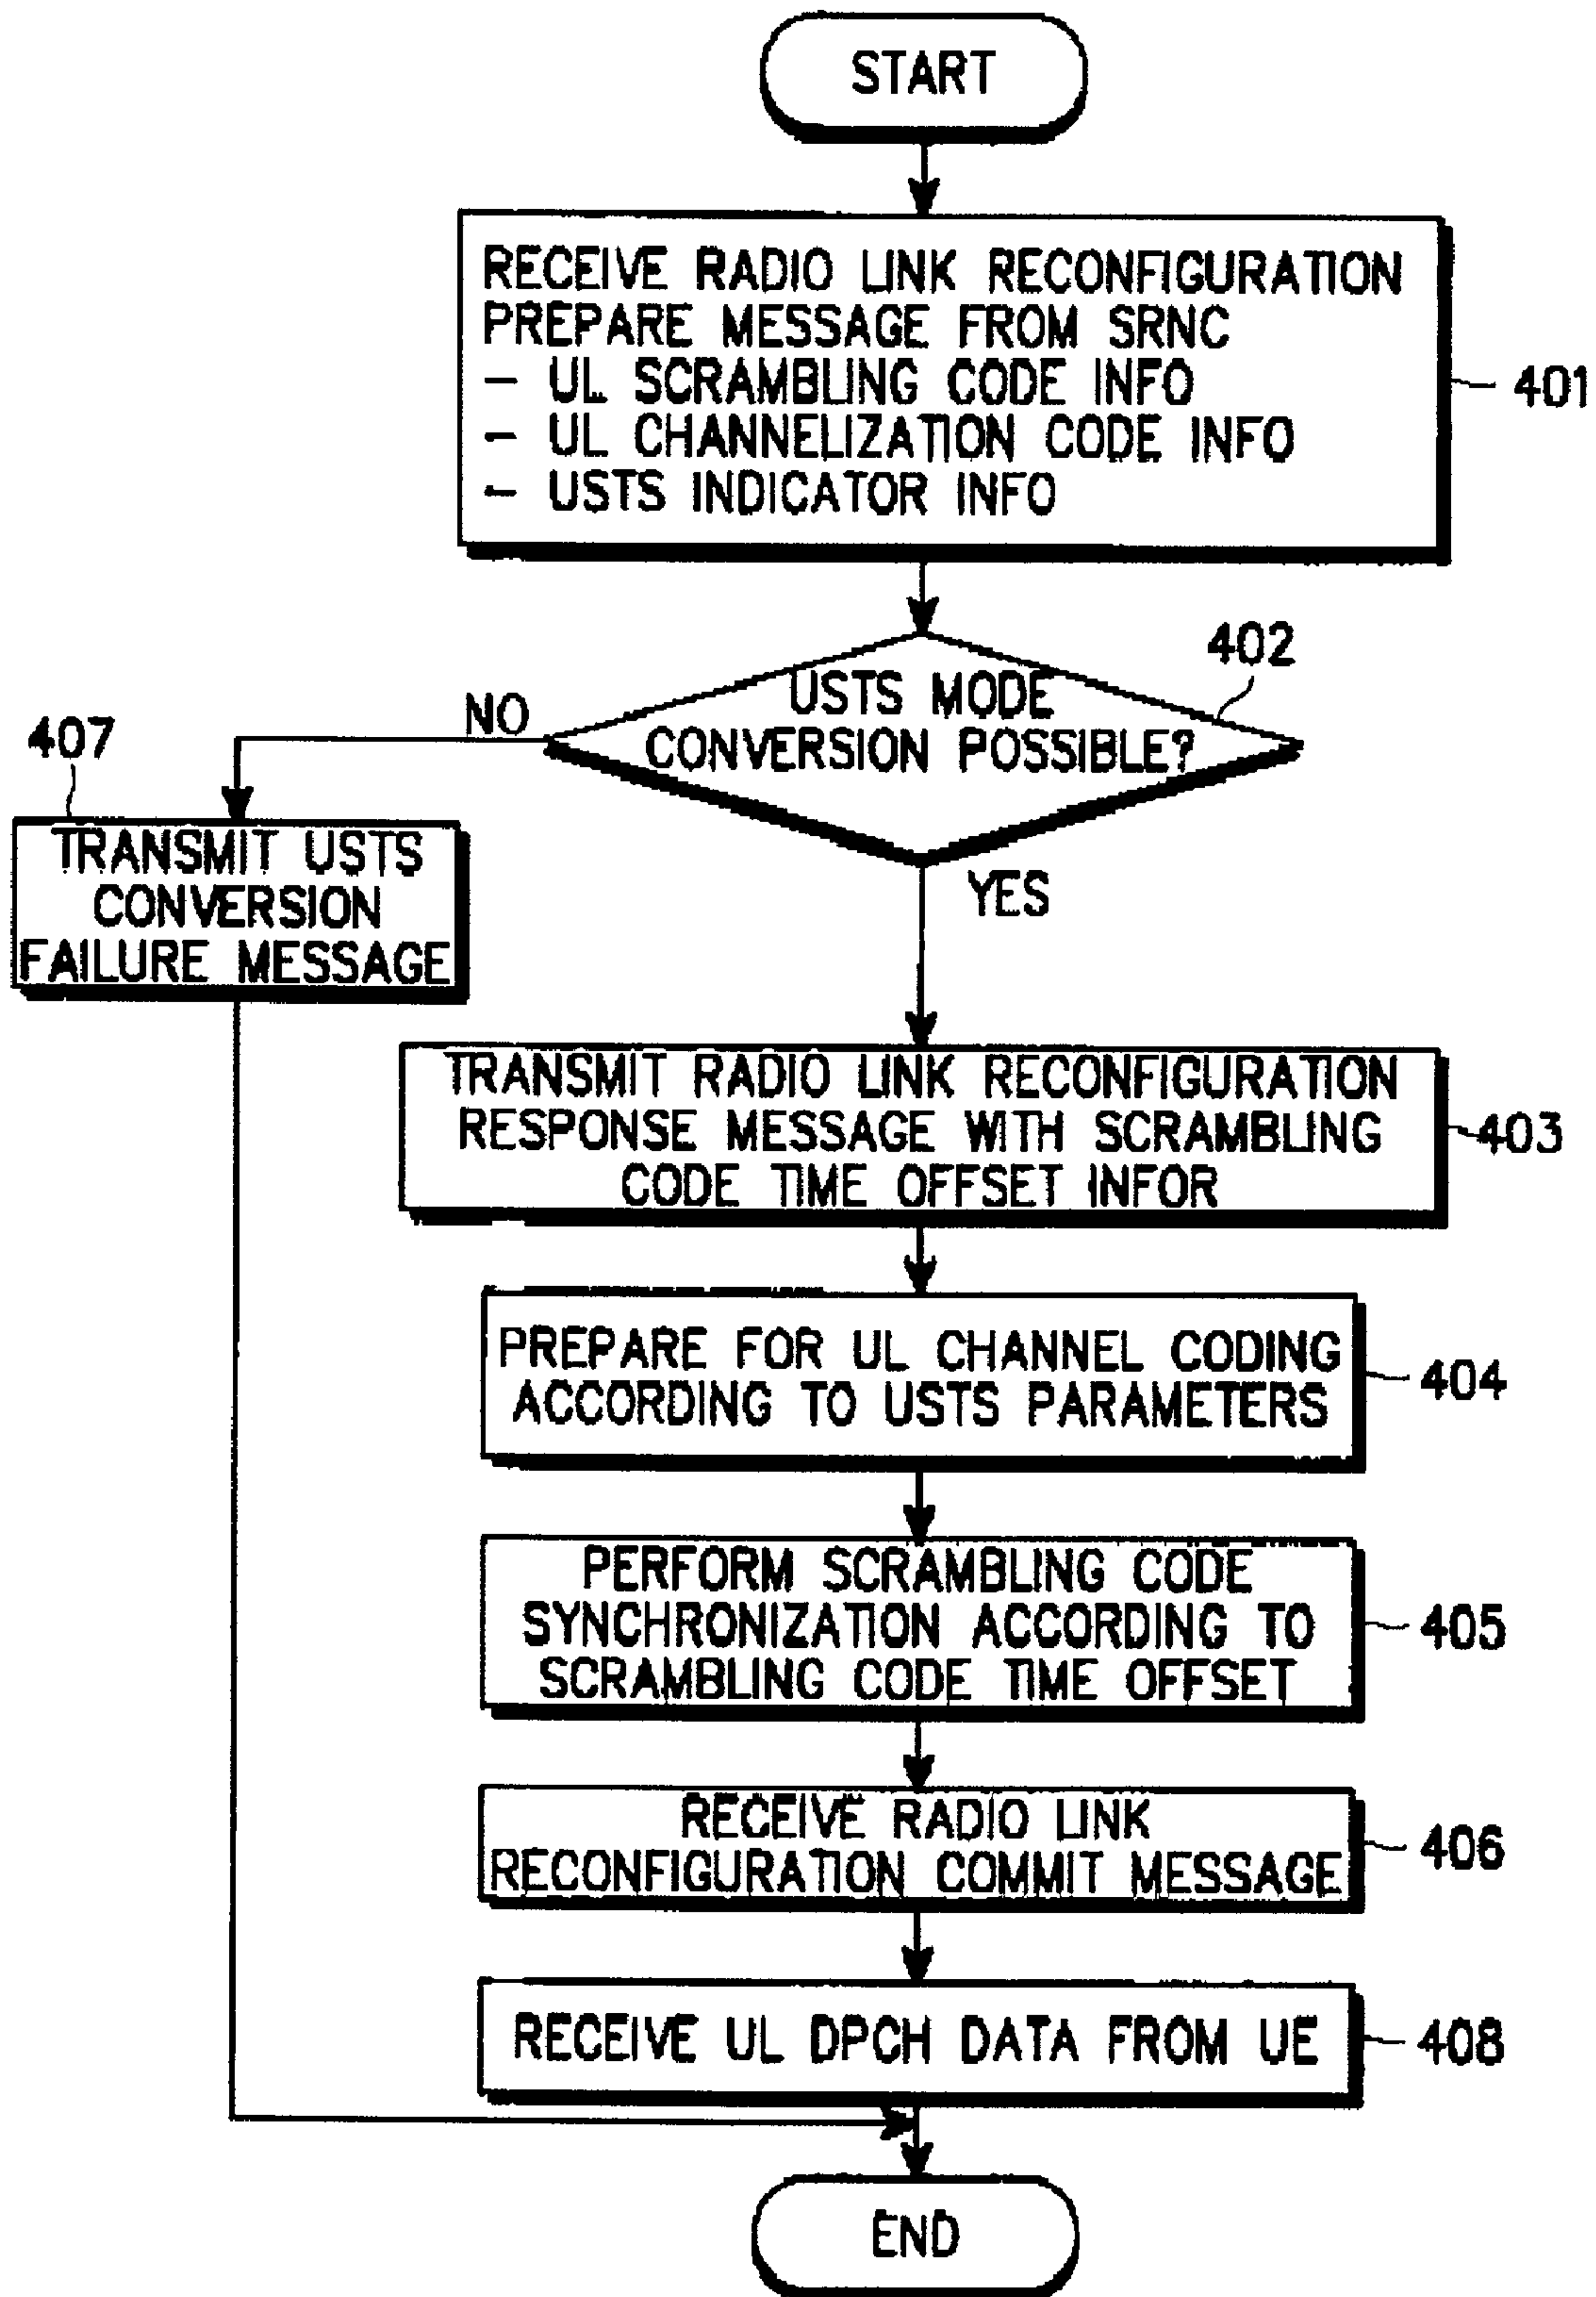 START
RECEIVE RADIO LINK RECONFIGURATION
PREPARE MESSAGE FROM SRNC
- UL SCRAMBLING CODE INFO
- UL CHANNELIZATION CODE INFO
- USTS INDICATOR INFO
401
402
USTS MODE
CONVERSION POSSIBLE?
NO
YES
407
TRANSMIT USTS
CONVERSION
FAILURE MESSAGE
TRANSMIT RADIO LINK RECONFIGURATION
RESPONSE MESSAGE WITH SCRAMBLING
CODE TIME OFFSET INFOR
403
PREPARE FOR UL CHANNEL CODING
ACCORDING TO USTS PARAMETERS
404
PERFORM SCRAMBLING CODE
SYNCHRONIZATION ACCORDING TO
SCRAMBLING CODE TIME OFFSET
405
RECEIVE RADIO LINK
RECONFIGURATION COMMIT MESSAGE
406
RECEIVE UL DPCH DATA FROM UE
408
END